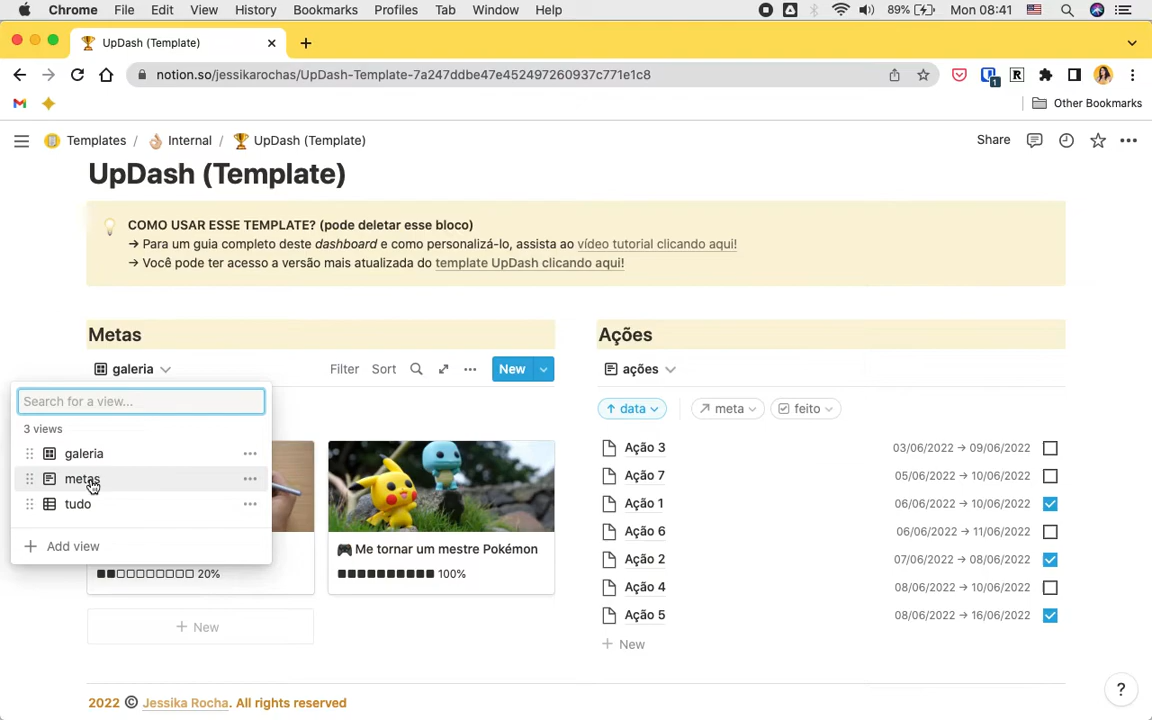 Chrome File Edit View History Bookmarks Profiles Tab Window Help 89% Mon 08:41
UpDash (Template)
notion.so/jessikarochas/UpDash-Template-7a247ddbe47e452497260937c771e1c8
1
R
Other Bookmarks
Templates / Internal / UpDash (Template) Share
UpDash (Template)
COMO USAR ESSE TEMPLATE? (pode deletar esse bloco)
→ Para um guia completo deste dashboard e como personalizá-lo, assista ao vídeo tutorial clicando aqui!
→ Você pode ter acesso a versão mais atualizada do template UpDash clicando aqui!
Metas
galeria Filter Sort New
Search for a view...
3 views
galeria
metas
tudo
Add view
20%
New
Me tornar um mestre Pokémon
100%
Ações
ações
↑ data ↗ meta feito
Ação 3 03/06/2022 → 09/06/2022
Ação 7 05/06/2022 → 10/06/2022
Ação 1 06/06/2022 → 10/06/2022
Ação 6 06/06/2022 → 11/06/2022
Ação 2 07/06/2022 → 08/06/2022
Ação 4 08/06/2022 → 10/06/2022
Ação 5 08/06/2022 → 16/06/2022
New
2022 © Jessika Rocha. All rights reserved
?